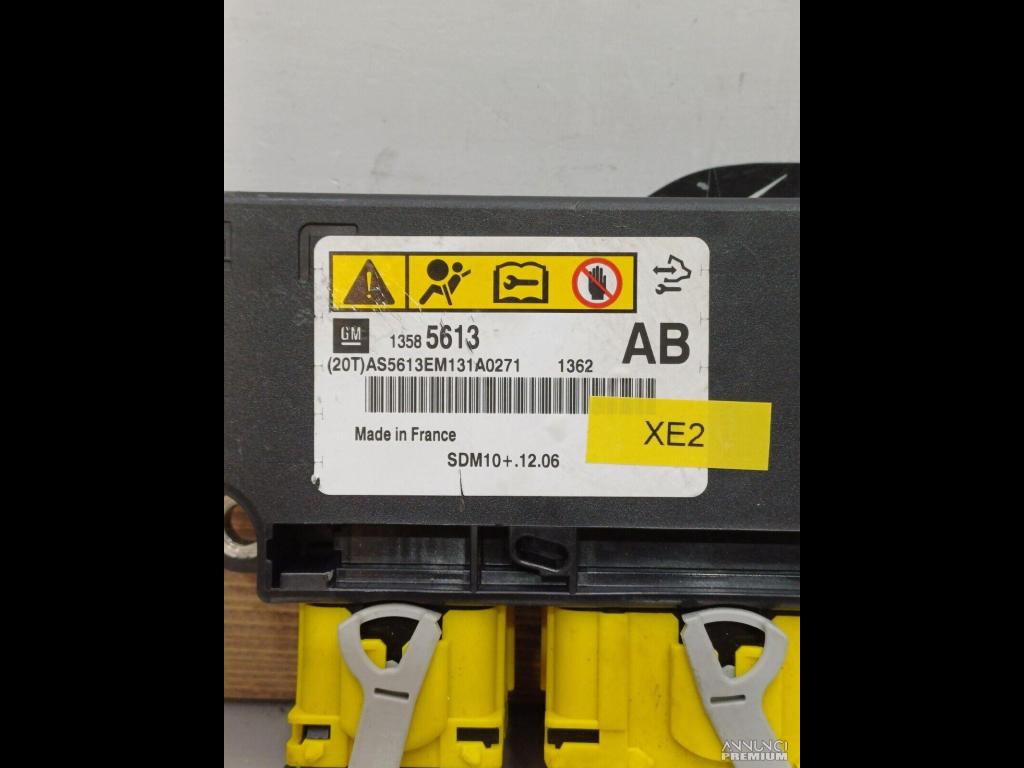 GM 1358 5613 AB
(20T)AS5613EM131A0271 1362
Made in France
XE2
SDM10+.12.06
ANNUNCI
PREMIUM